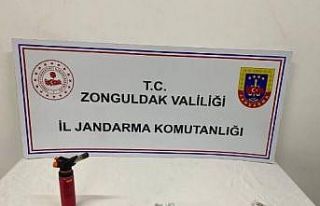 T.C.
ZONGULDAK VALİLİĞİ
İL JANDARMA KOMUTANLIĞI